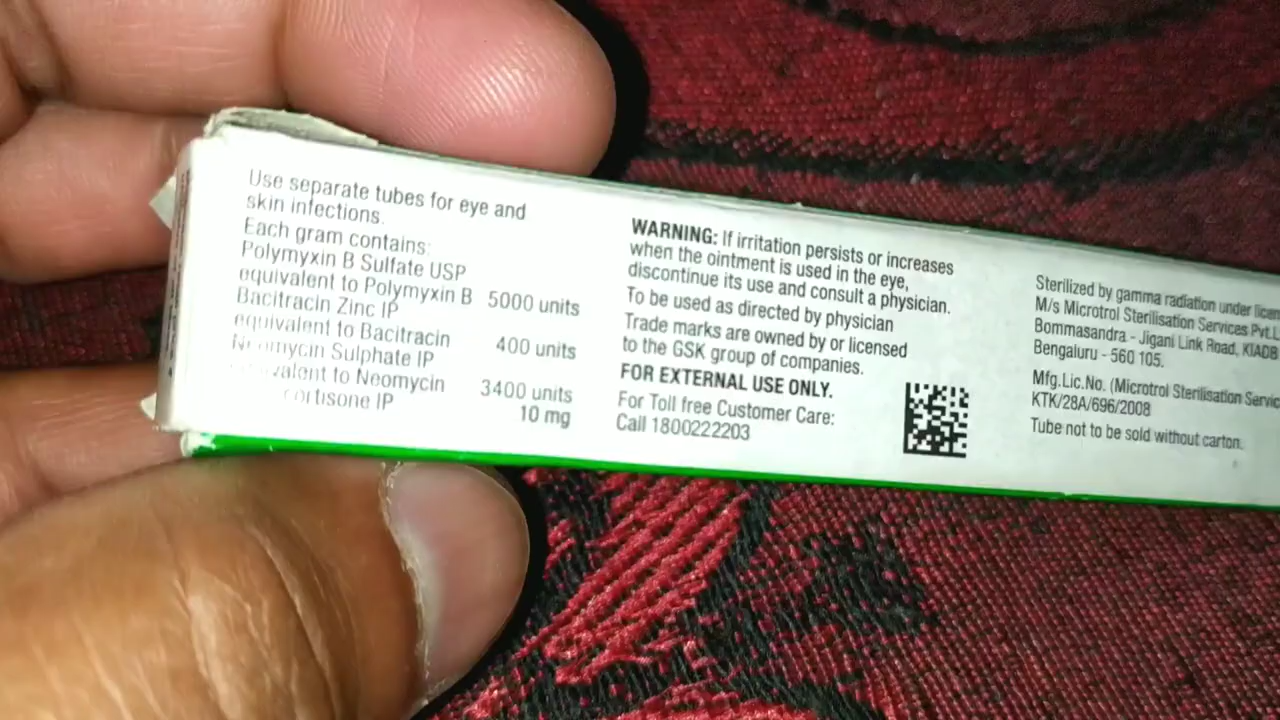 Use separate tubes for eye and
skin infections.
Each gram contains:
Polymyxin B Sulfate USP
equivalent to Polymyxin B 5000 units
Bacitracin Zinc IP
equivalent to Bacitracin 400 units
Neomycin Sulphate IP
to Neomycin 3400 units
IP 10 mg
WARNING: If irritation persists or increases
when the ointment is used in the eye,
discontinue its use and consult a physician.
To be used as directed by physician
Trade marks are owned by or licensed
to the GSK group of companies.
FOR EXTERNAL USE ONLY.
For Toll free Customer Care:
Call 1800222203
Sterilized by gamma radiation under
M/s Microtrol Sterilisation Services Pvt.
Bommasandra - Jigani Link Road, KIADB
Bengaluru - 560 105.
Mfg.Lic.No. (Microtrol Sterilisation
KTK/28A/696/2008
Tube not to be sold without carton.